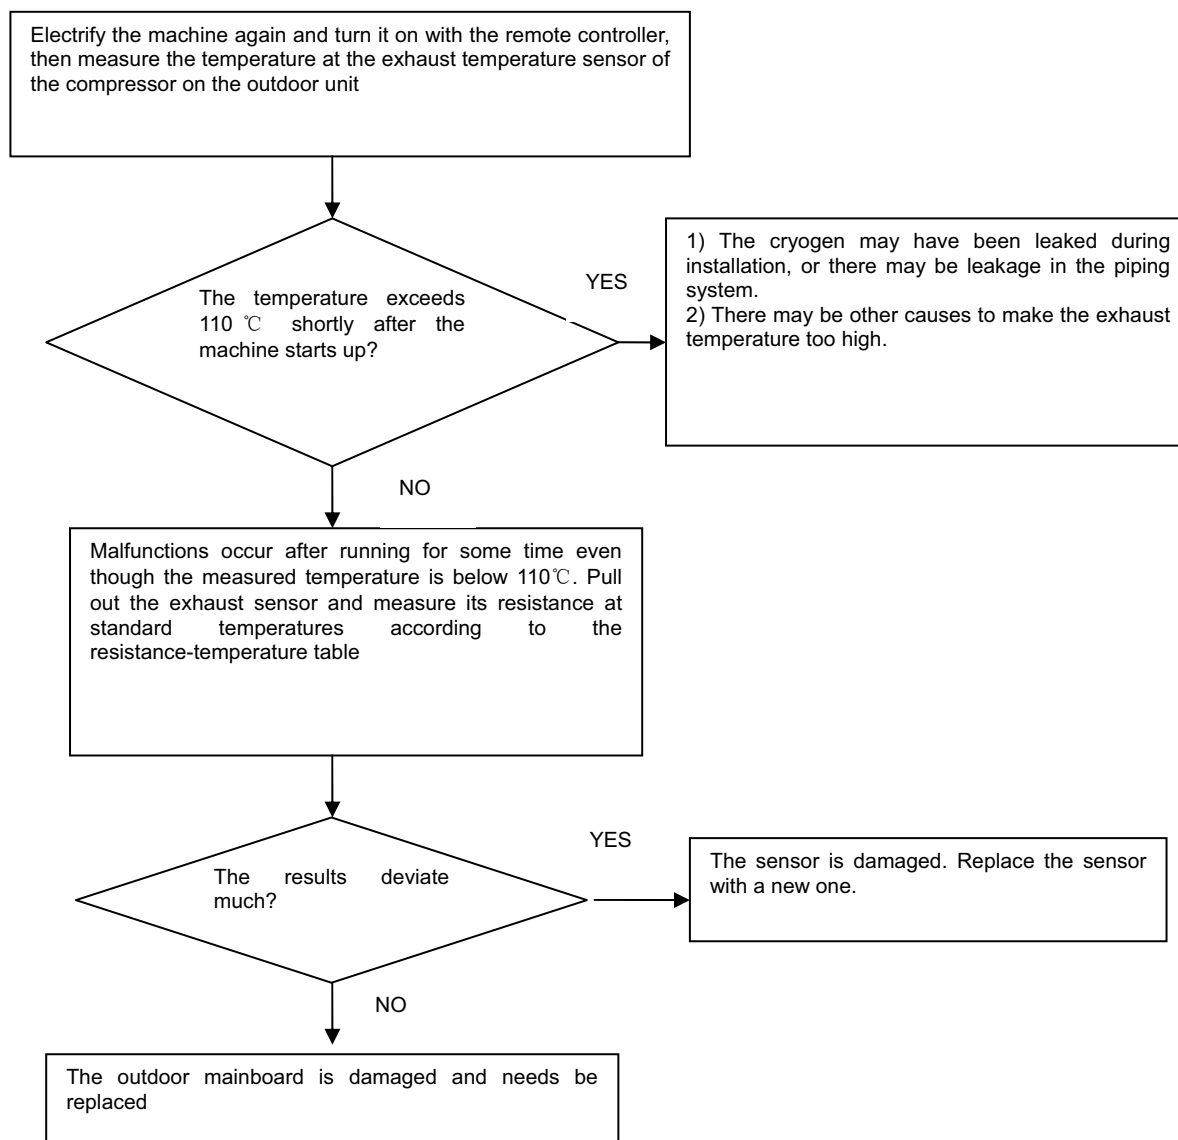 Electrify the machine again and turn it on with the remote controller,
then measure the temperature at the exhaust temperature sensor of
the compressor on the outdoor unit
The temperature exceeds
110 ℃ shortly after the
machine starts up?
YES
1) The cryogen may have been leaked during
installation, or there may be leakage in the piping
system.
2) There may be other causes to make the exhaust
temperature too high.
NO
Malfunctions occur after running for some time even
though the measured temperature is below 110℃. Pull
out the exhaust sensor and measure its resistance at
standard temperatures according to the
resistance-temperature table
The results deviate
much?
YES
The sensor is damaged. Replace the sensor
with a new one.
NO
The outdoor mainboard is damaged and needs be
replaced